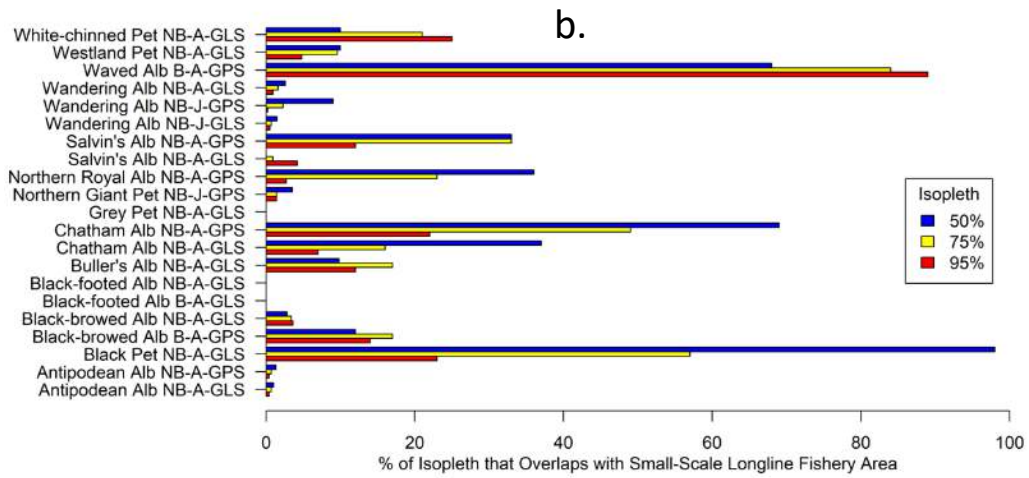 b.
White-chinned Pet NB-A-GLS
Westland Pet NB-A-GLS
Waved Alb B-A-GPS
Wandering Alb NB-A-GLS
Wandering Alb NB-J-GPS
Wandering Alb NB-J-GLS
Salvin's Alb NB-A-GPS
Salvin's Alb NB-A-GLS
Northern Royal Alb NB-A-GPS
Northern Giant Pet NB-J-GPS
Grey Pet NB-A-GLS
Chatham Alb NB-A-GPS
Chatham Alb NB-A-GLS
Buller's Alb NB-A-GLS
Black-footed Alb NB-A-GLS
Black-footed Alb B-A-GLS
Black-browed Alb NB-A-GLS
Black-browed Alb B-A-GPS
Black Pet NB-A-GLS
Antipodean Alb NB-A-GPS
Antipodean Alb NB-A-GLS
Isopleth
50%
75%
95%
0 20 40 60 80 100
% of Isopleth that Overlaps with Small-Scale Longline Fishery Area